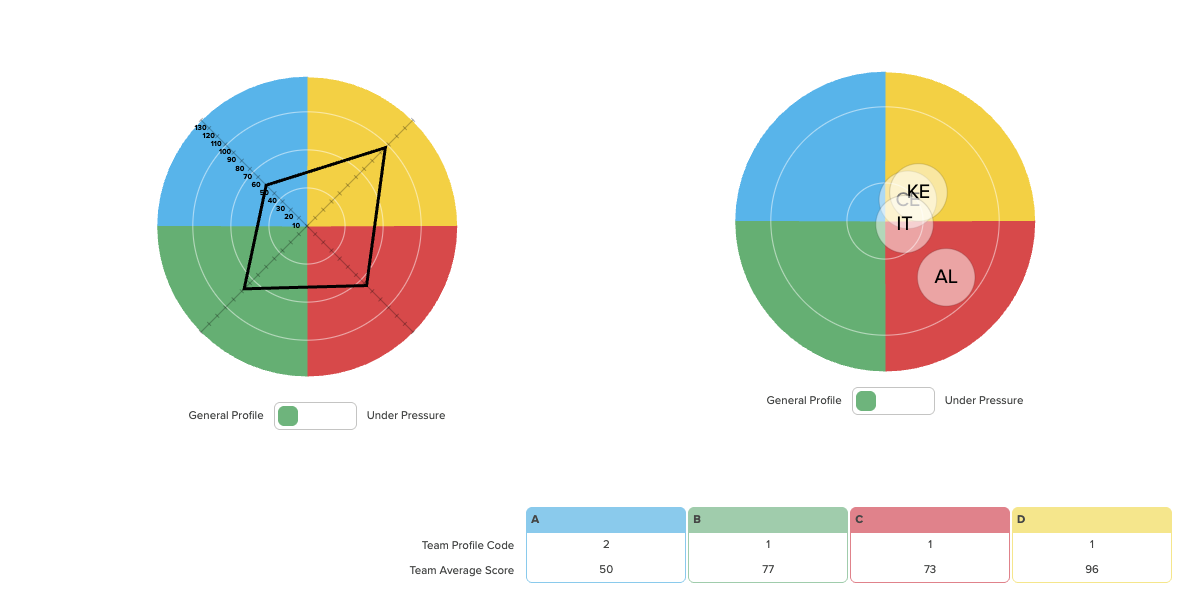 130
120
110
100
90
80
70
60
50
40
30
20
10
KE
CE
IT
AL
General Profile Under Pressure
General Profile Under Pressure
A B C D
Team Profile Code 2 1 1 1
Team Average Score 50 77 73 96